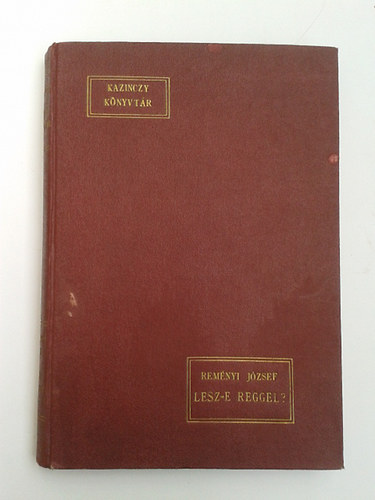 KAZINCZY
KÖNYVTÁR
REMÉNYI JÓZSEF
LESZ-E REGGEL?